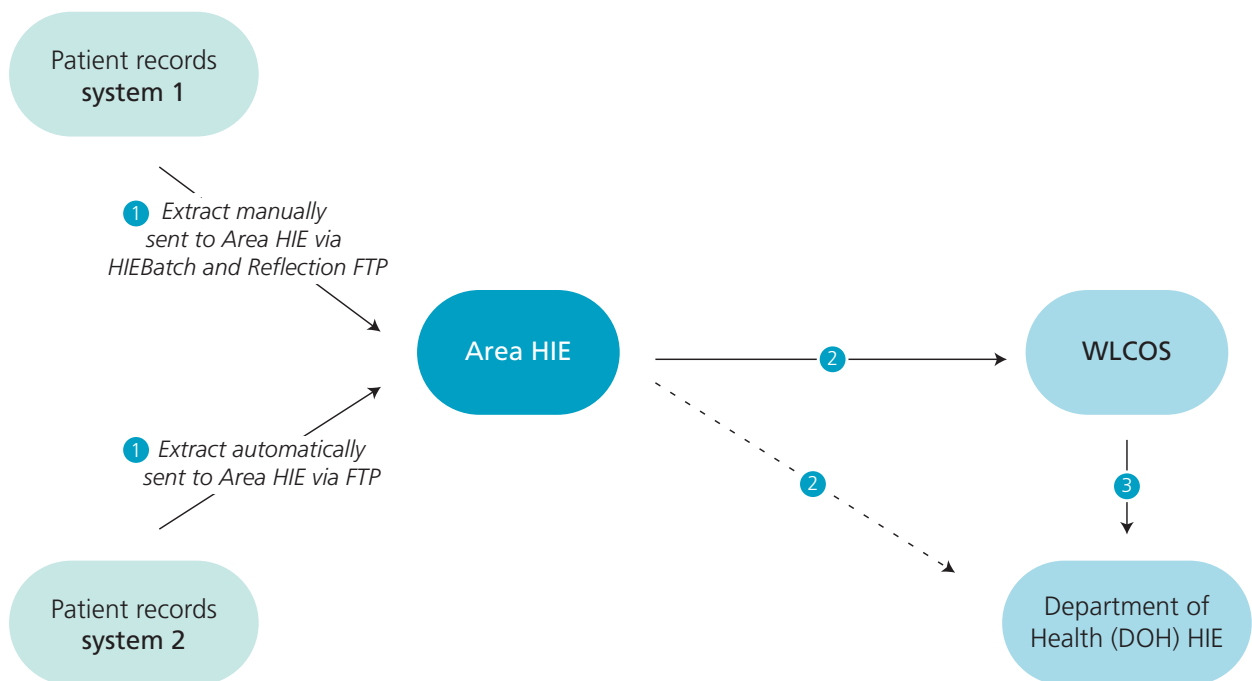 Patient records
system 1
1 Extract manually
sent to Area HIE via
HIEBatch and Reflection FTP
Area HIE
2
WLCOS
1 Extract automatically
sent to Area HIE via FTP
2
3
Patient records
system 2
Department of
Health (DOH) HIE